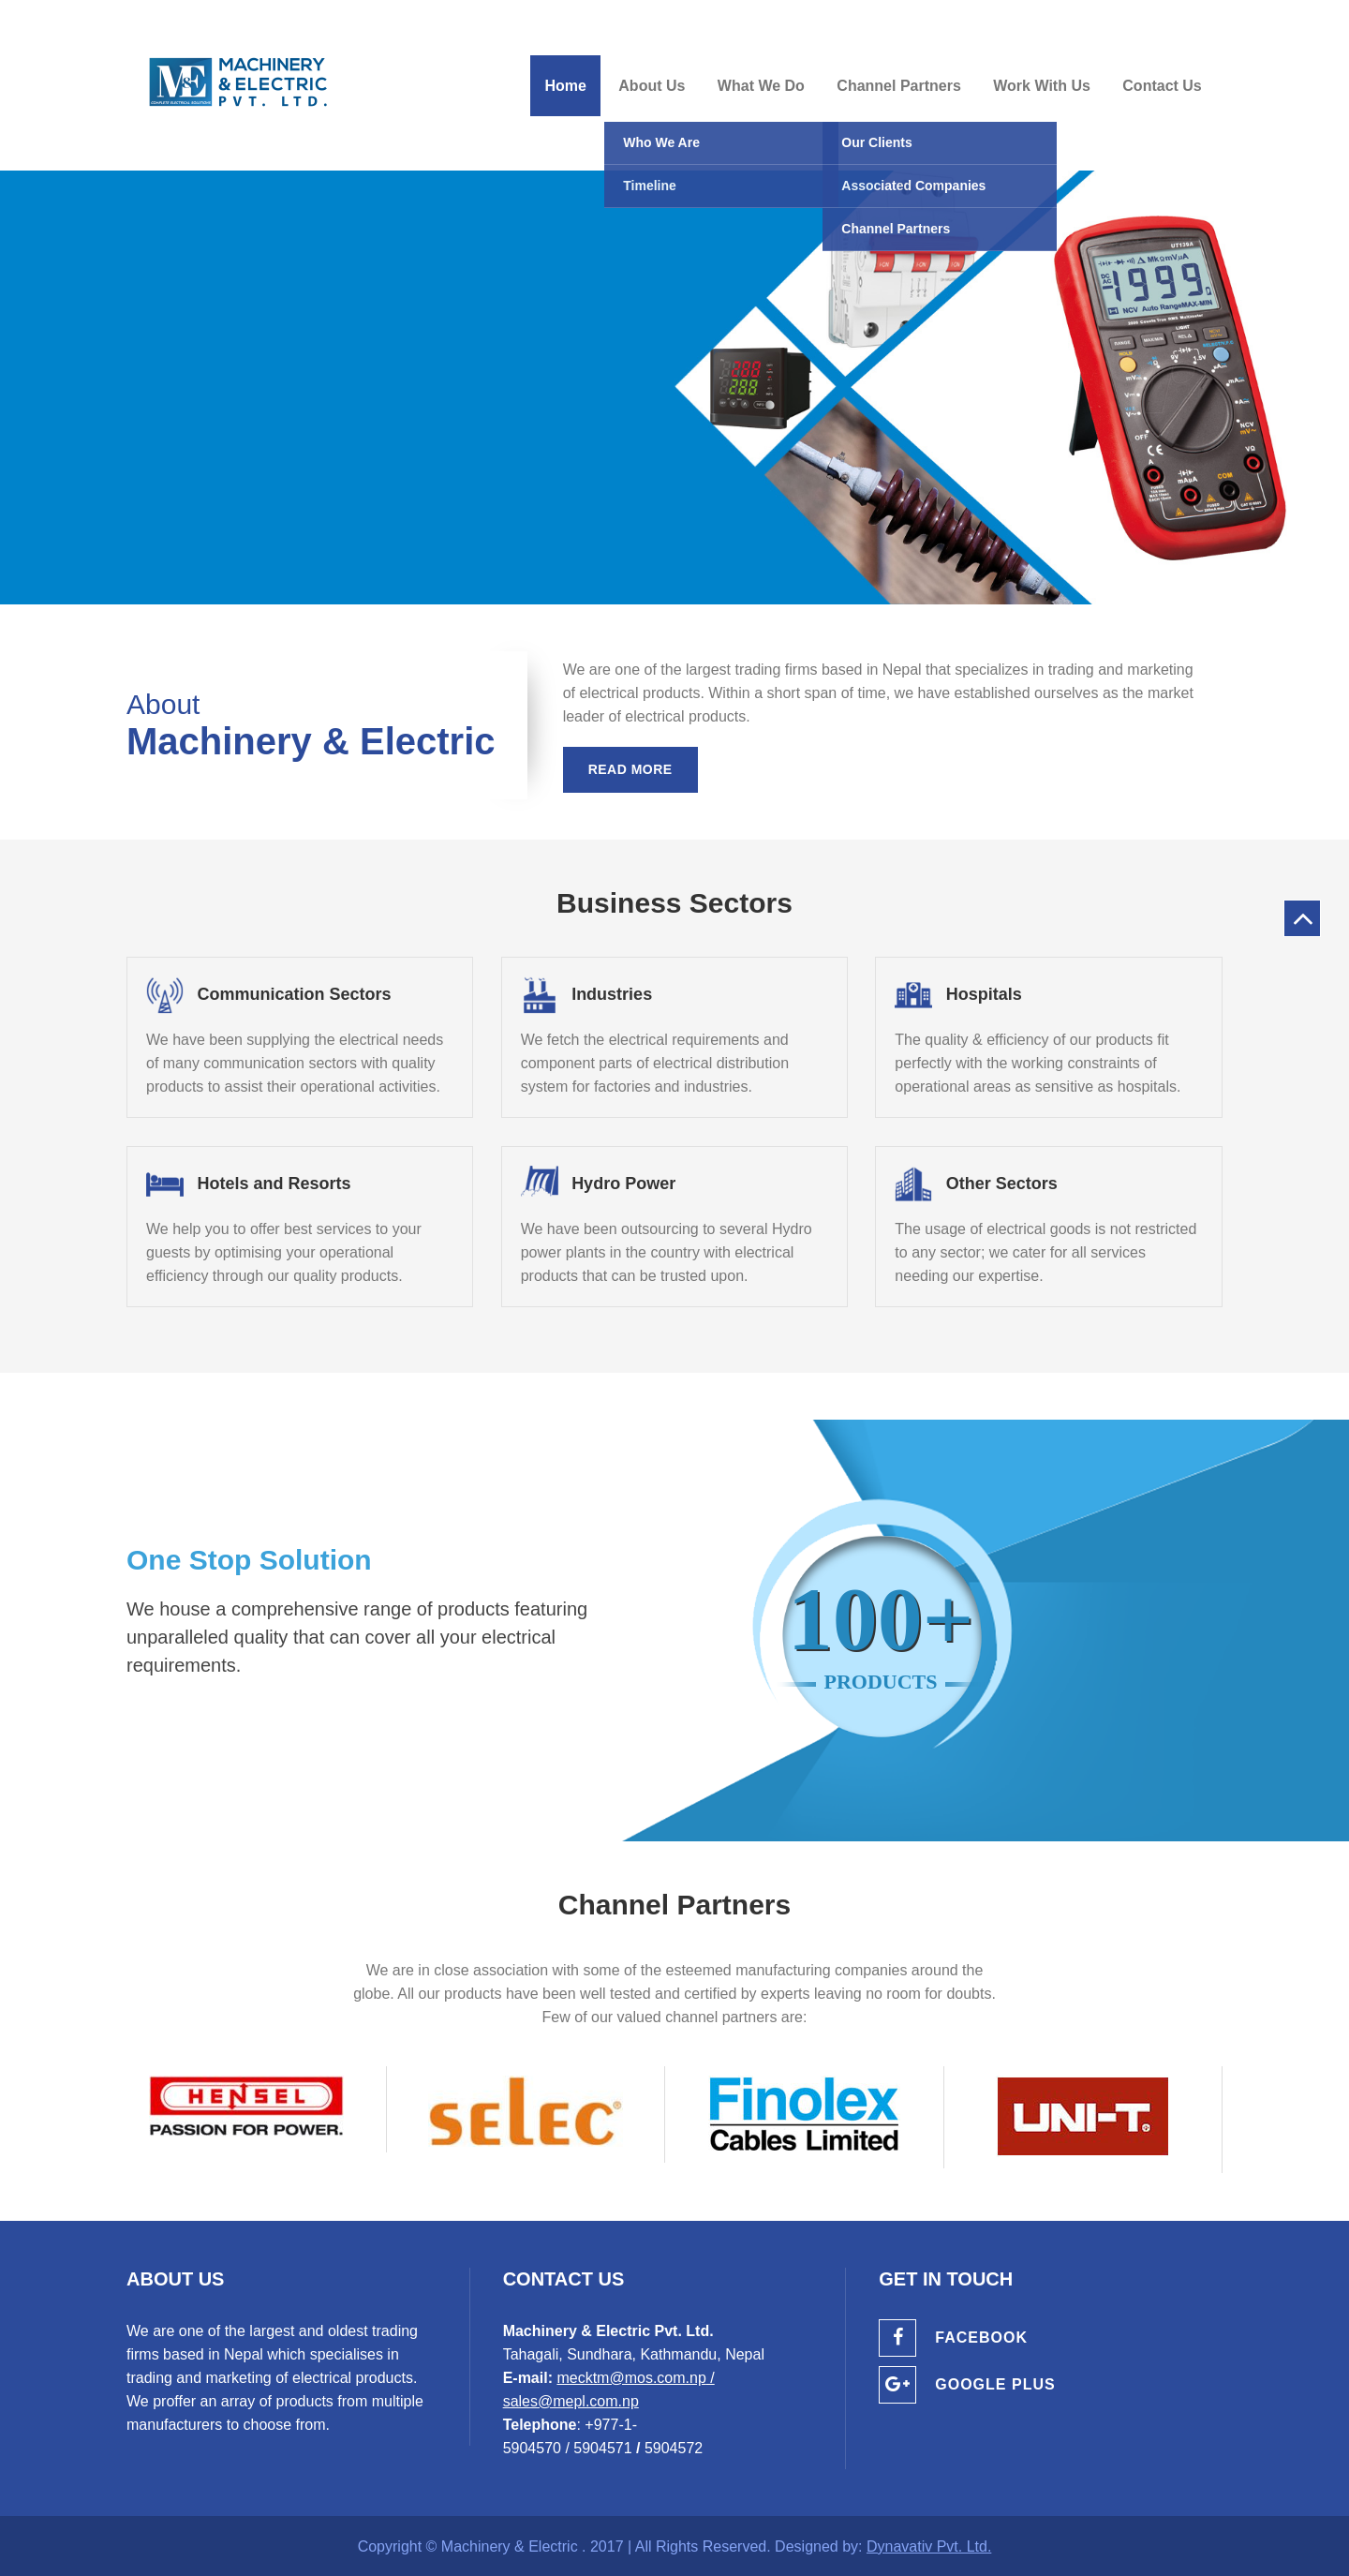 M&E
MACHINERY
& ELECTRIC
PVT. LTD.
COMPLETE ELECTRICAL SOLUTIONS
Home
About Us
What We Do
Channel Partners
Work With Us
Contact Us
Who We Are
Timeline
Our Clients
Associated Companies
Channel Partners
UT139A
1999
NCV Auto Range MAX-MIN
About
Machinery & Electric
We are one of the largest trading firms based in Nepal that specializes in trading and marketing
of electrical products. Within a short span of time, we have established ourselves as the market
leader of electrical products.
READ MORE
Business Sectors
Communication Sectors
We have been supplying the electrical needs
of many communication sectors with quality
products to assist their operational activities.
Industries
We fetch the electrical requirements and
component parts of electrical distribution
system for factories and industries.
Hospitals
The quality & efficiency of our products fit
perfectly with the working constraints of
operational areas as sensitive as hospitals.
Hotels and Resorts
We help you to offer best services to your
guests by optimising your operational
efficiency through our quality products.
Hydro Power
We have been outsourcing to several Hydro
power plants in the country with electrical
products that can be trusted upon.
Other Sectors
The usage of electrical goods is not restricted
to any sector; we cater for all services
needing our expertise.
One Stop Solution
We house a comprehensive range of products featuring
unparalleled quality that can cover all your electrical
requirements.
100+
PRODUCTS
Channel Partners
We are in close association with some of the esteemed manufacturing companies around the
globe. All our products have been well tested and certified by experts leaving no room for doubts.
Few of our valued channel partners are:
HENSEL
PASSION FOR POWER.
selec®
Finolex
Cables Limited
UNI-T®
ABOUT US
We are one of the largest and oldest trading
firms based in Nepal which specialises in
trading and marketing of electrical products.
We proffer an array of products from multiple
manufacturers to choose from.
CONTACT US
Machinery & Electric Pvt. Ltd.
Tahagali, Sundhara, Kathmandu, Nepal
E-mail: mecktm@mos.com.np /
sales@mepl.com.np
Telephone: +977-1-
5904570 / 5904571 / 5904572
GET IN TOUCH
FACEBOOK
GOOGLE PLUS
Copyright © Machinery & Electric . 2017 | All Rights Reserved. Designed by: Dynavativ Pvt. Ltd.